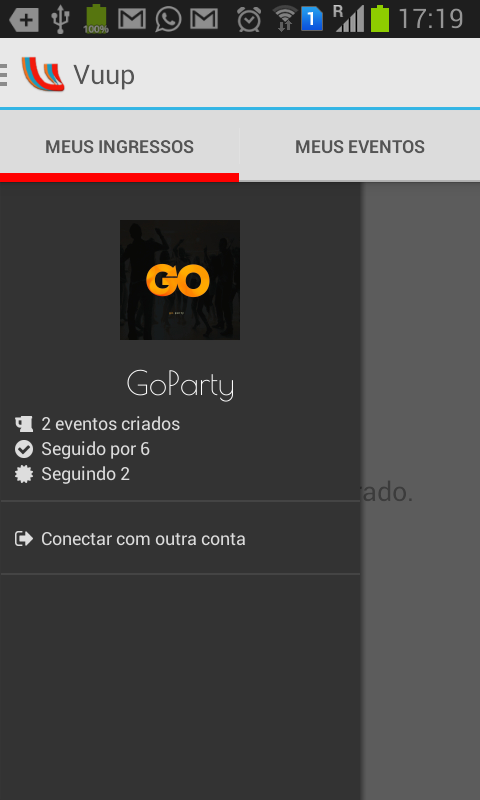 100%
1
R
17:19
Vuup
MEUS INGRESSOS
MEUS EVENTOS
GO
GoParty
2 eventos criados
Seguido por 6
Seguindo 2
rado.
Conectar com outra conta